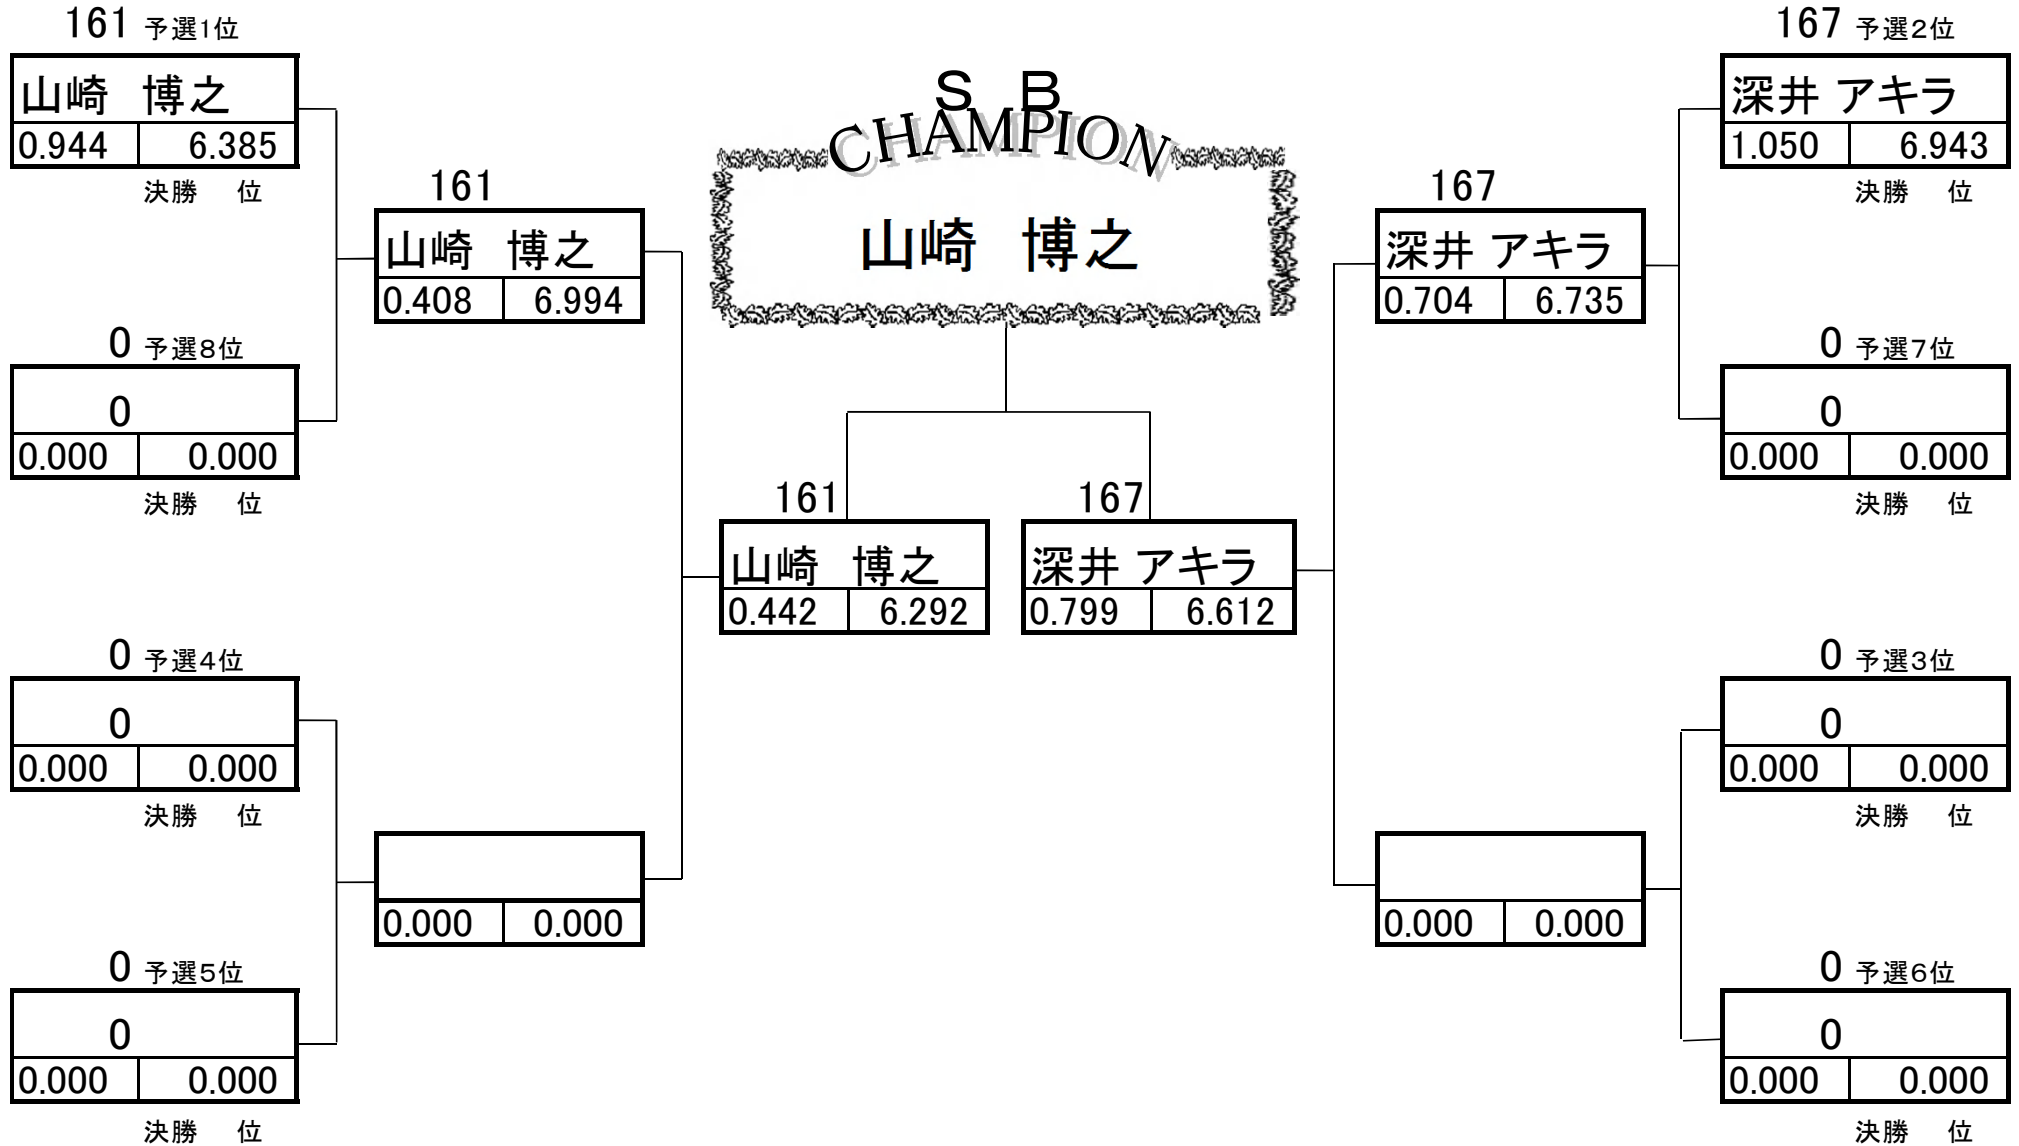 161 予選1位
山崎 博之
0.944 6.385
決勝 位
0 予選8位
0
0.000 0.000
決勝 位
0 予選4位
0
0.000 0.000
決勝 位
0 予選5位
0
0.000 0.000
決勝 位
161
山崎 博之
0.408 6.994
0.000 0.000
S B
CHAMPION
山崎 博之
161
山崎 博之
0.442 6.292
167
深井 アキラ
0.799 6.612
167
深井 アキラ
0.704 6.735
0.000 0.000
167 予選2位
深井 アキラ
1.050 6.943
決勝 位
0 予選7位
0
0.000 0.000
決勝 位
0 予選3位
0
0.000 0.000
決勝 位
0 予選6位
0
0.000 0.000
決勝 位